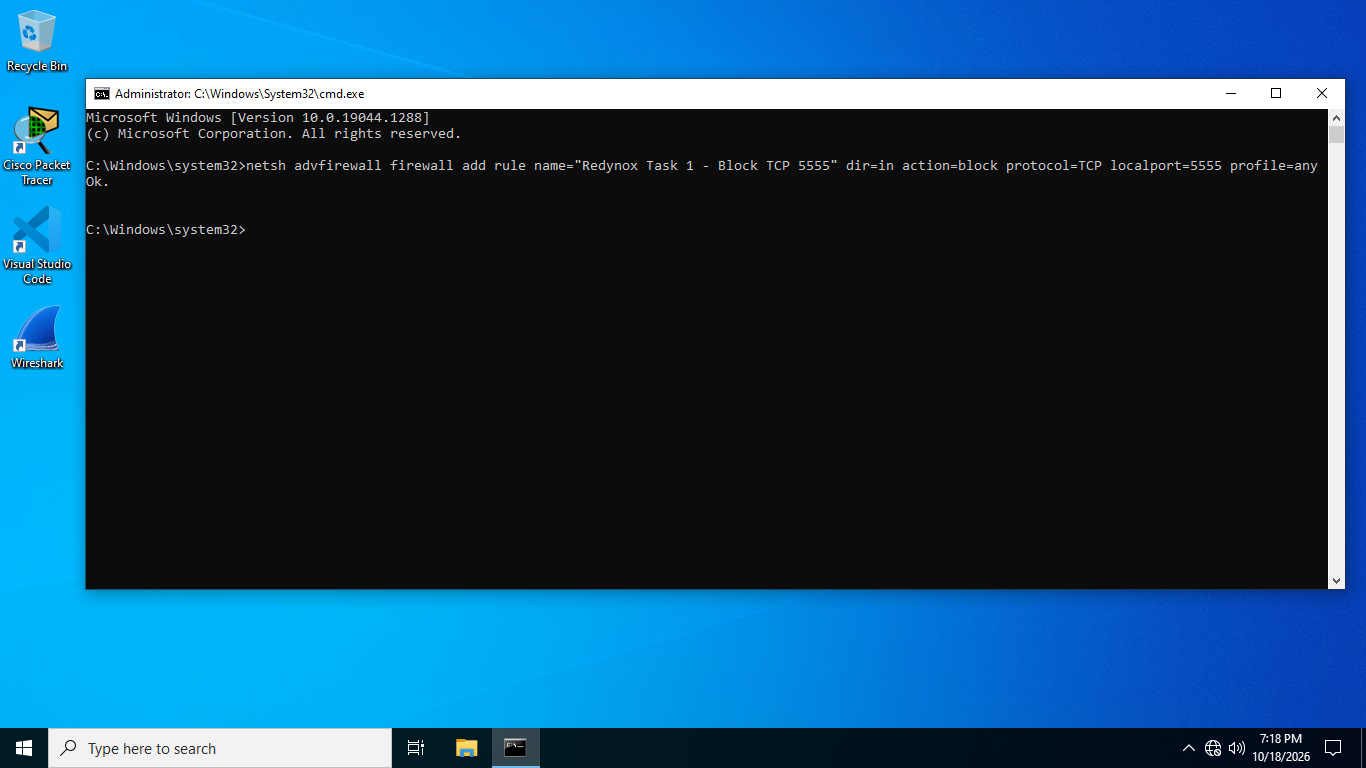 Recycle Bin
Cisco Packet
Tracer
Visual Studio
Code
Wireshark
Administrator: C:\Windows\System32\cmd.exe
Microsoft Windows [Version 10.0.19044.1288]
(c) Microsoft Corporation. All rights reserved.
C:\Windows\system32>netsh advfirewall firewall add rule name="Redynox Task 1 - Block TCP 5555" dir=in action=block protocol=TCP localport=5555 profile=any
Ok.
C:\Windows\system32>
Type here to search
7:18 PM
10/18/2026